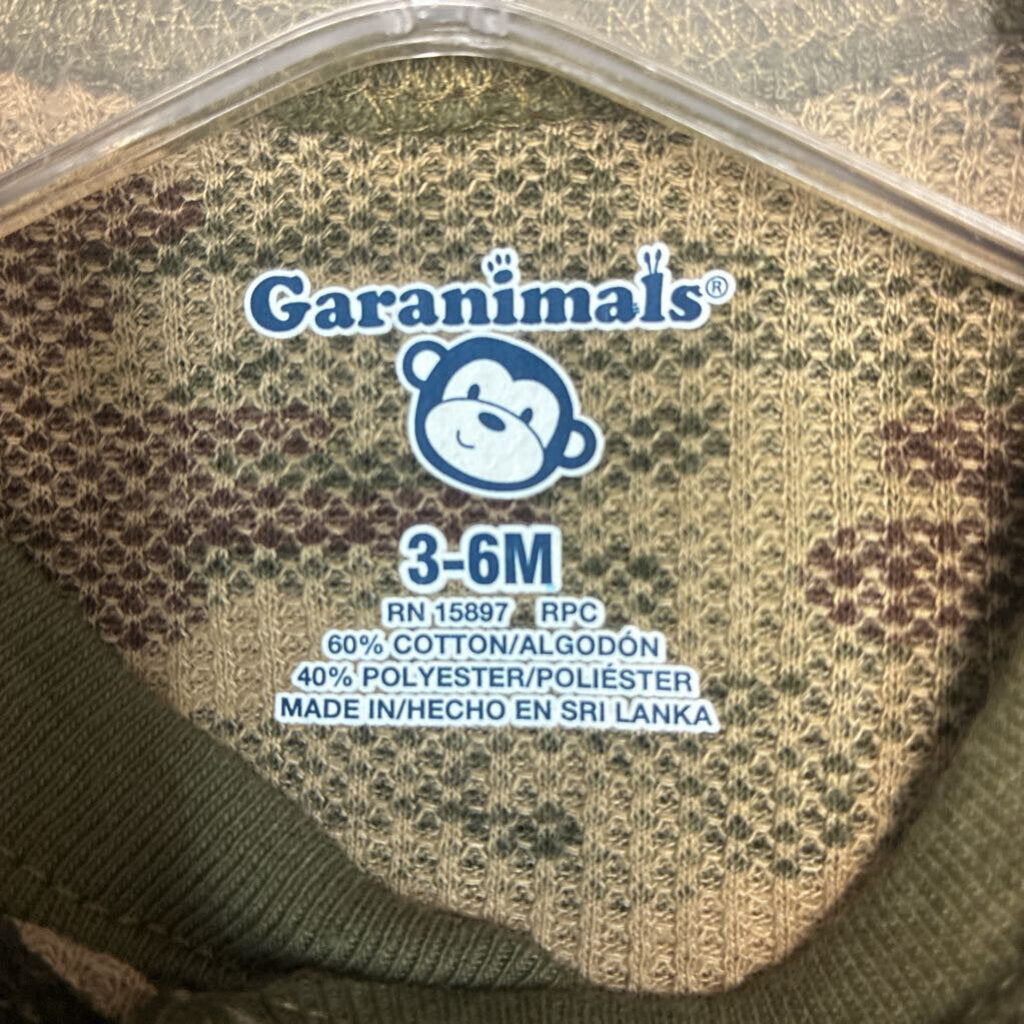 Garanimals®
3-6M
RN 15897 RPC
60% COTTON/ALGODÓN
40% POLYESTER/POLIÉSTER
MADE IN/HECHO EN SRI LANKA